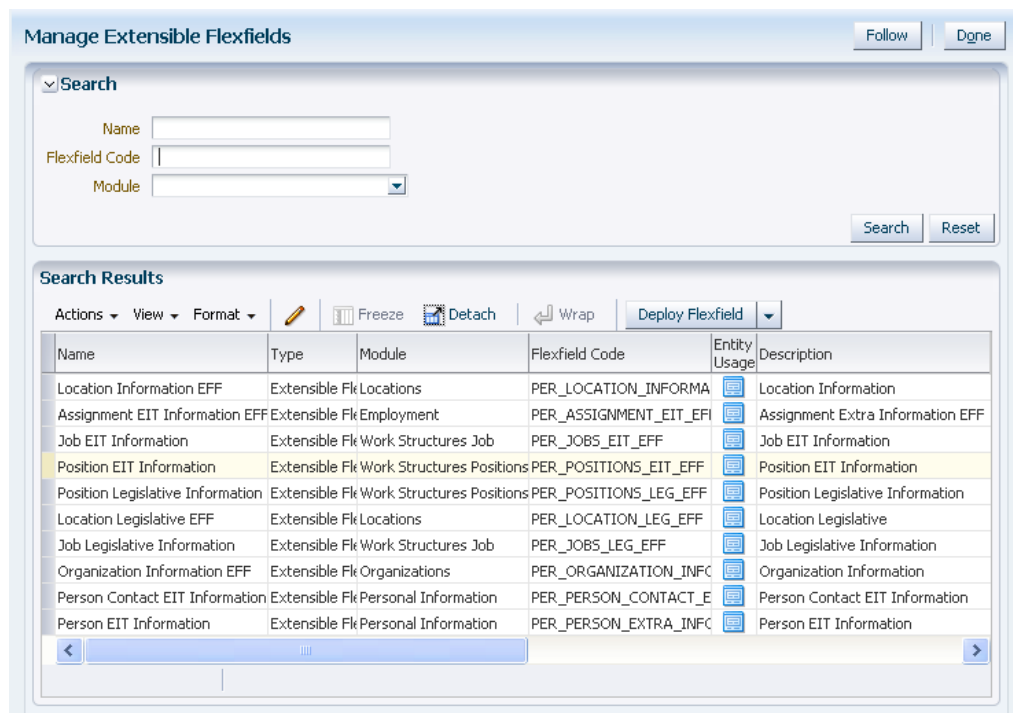 Manage Extensible Flexfields
Follow
Done
Search
Name
Flexfield Code
Module
Search Reset
Search Results
Actions View Format Freeze Detach Wrap Deploy Flexfield
Name Type Module Flexfield Code Entity Usage Description
Location Information EFF Extensible Fle Locations PER_LOCATION_INFORMA Location Information
Assignment EIT Information EFF Extensible Fle Employment PER_ASSIGNMENT_EIT_EFI Assignment Extra Information EFF
Job EIT Information Extensible Fle Work Structures Job PER_JOBS_EIT_EFF Job EIT Information
Position EIT Information Extensible Fle Work Structures Positions PER_POSITIONS_EIT_EFF Position EIT Information
Position Legislative Information Extensible Fle Work Structures Positions PER_POSITIONS_LEG_EFF Position Legislative Information
Location Legislative EFF Extensible Fle Locations PER_LOCATION_LEG_EFF Location Legislative
Job Legislative Information Extensible Fle Work Structures Job PER_JOBS_LEG_EFF Job Legislative Information
Organization Information EFF Extensible Fle Organizations PER_ORGANIZATION_INFC Organization Information
Person Contact EIT Information Extensible Fle Personal Information PER_PERSON_CONTACT_E Person Contact EIT Information
Person EIT Information Extensible Fle Personal Information PER_PERSON_EXTRA_INFC Person EIT Information